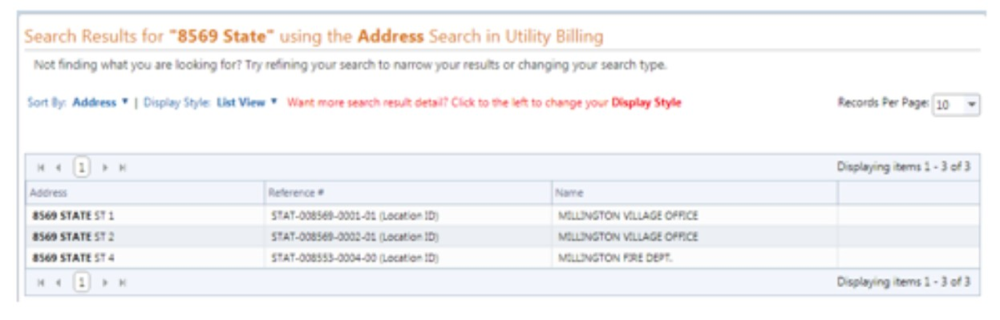 Search Results for "8569 State" using the Address Search in Utility Billing
Not finding what you are looking for? Try refining your search to narrow your results or changing your search type.
Sort By: Address | Display Style: List View Want more search result detail? Click to the left to change your Display Style Records Per Page: 10
1 Displaying items 1 - 3 of 3
Address Reference # Name
8569 STATE ST 1 STAT-008569-0001-01 (Location ID) MILLINGTON VILLAGE OFFICE
8569 STATE ST 2 STAT-008569-0002-01 (Location ID) MILLINGTON VILLAGE OFFICE
8569 STATE ST 4 STAT-008553-0004-00 (Location ID) MILLINGTON FIRE DEPT.
1 Displaying items 1 - 3 of 3